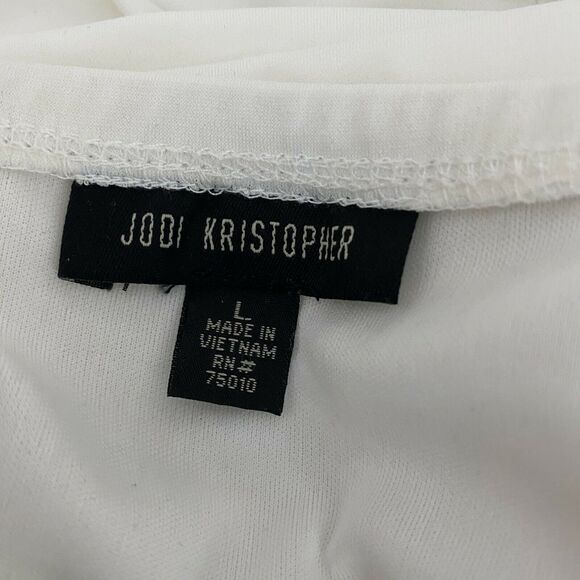 JODI KRISTOPHER
L
MADE IN
VIETNAM
RN#
75010